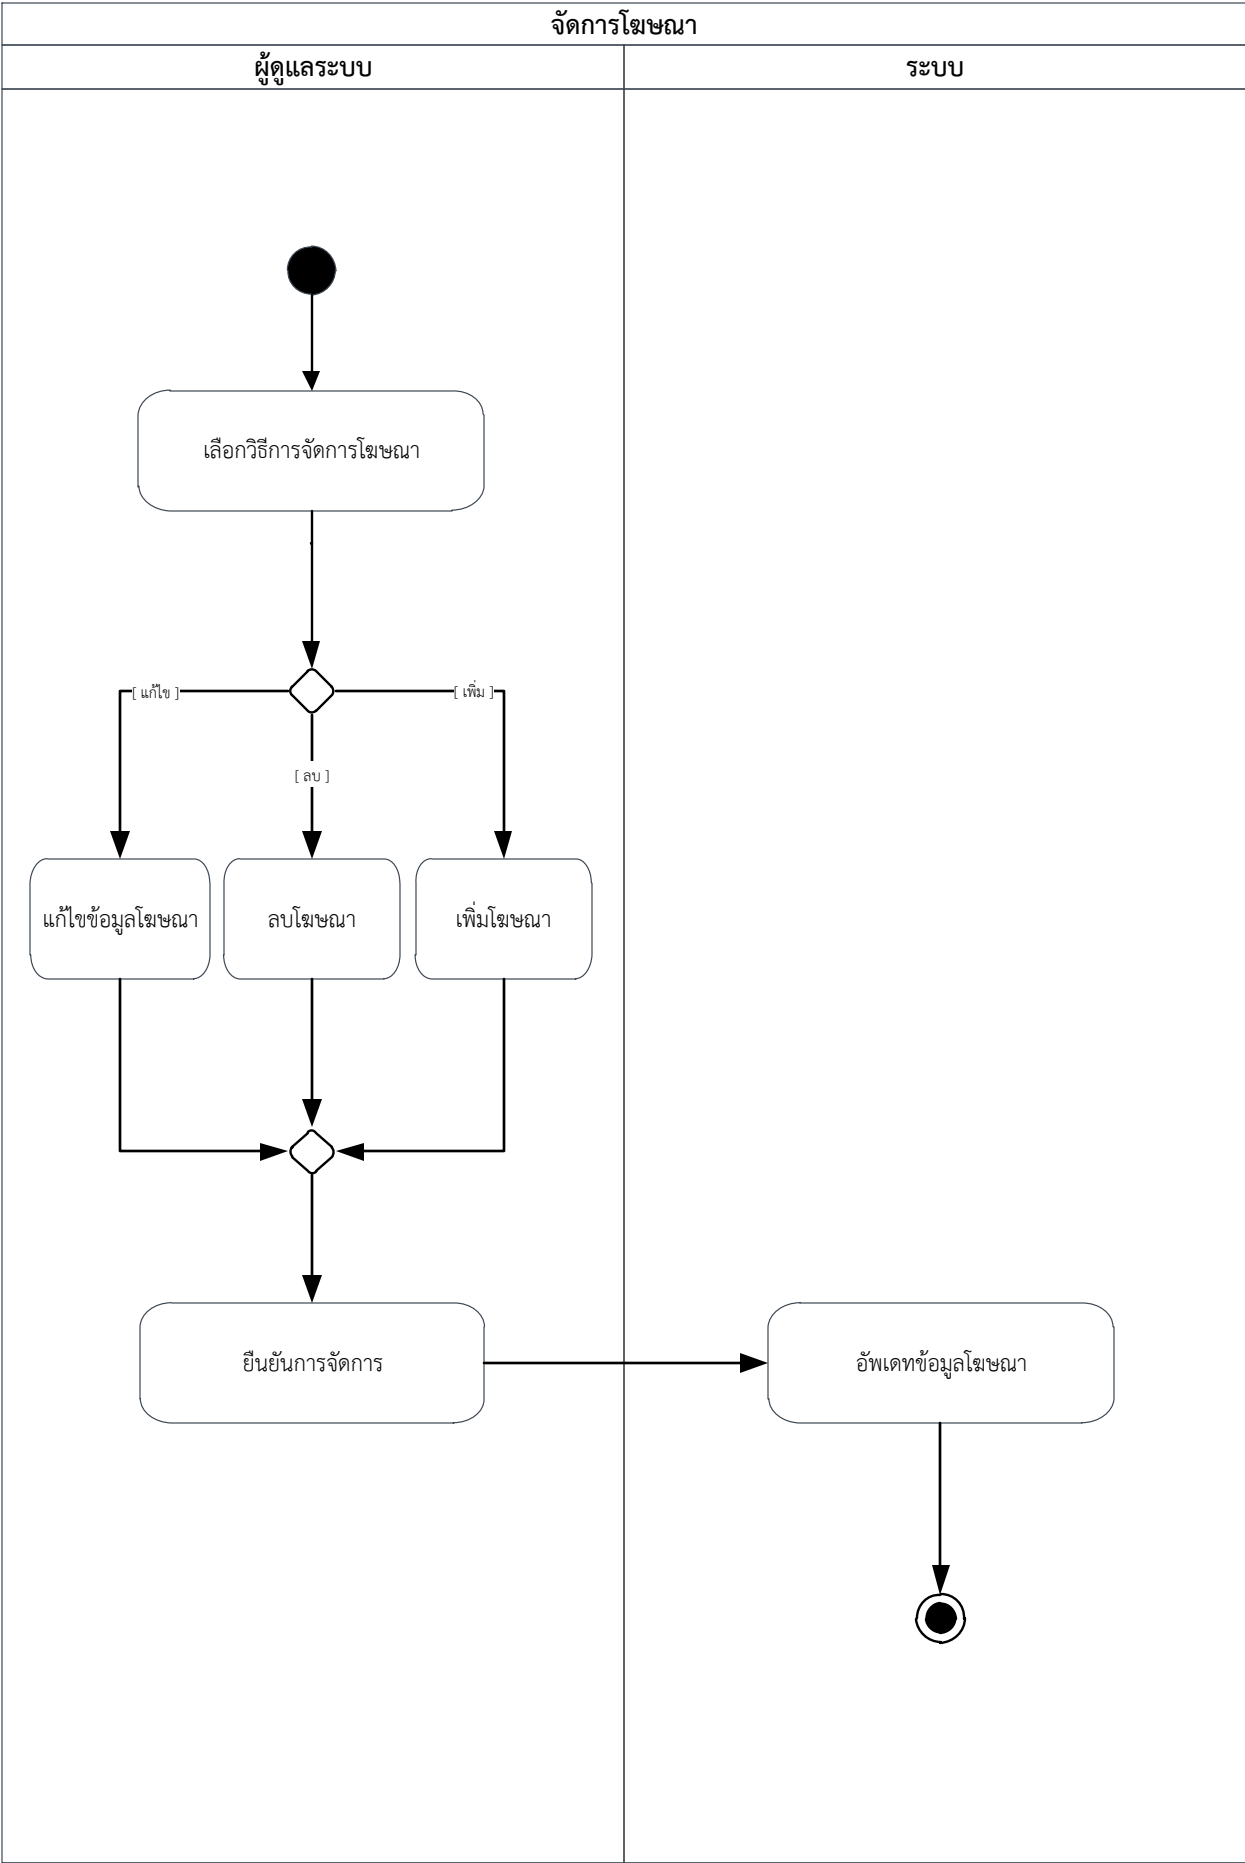 จัดการโฆษณา
ผู้ดูแลระบบ
ระบบ
เลือกวิธีการจัดการโฆษณา
[ แก้ไข ]
[ เพิ่ม ]
[ ลบ ]
แก้ไขข้อมูลโฆษณา
ลบโฆษณา
เพิ่มโฆษณา
ยืนยันการจัดการ
อัพเดทข้อมูลโฆษณา